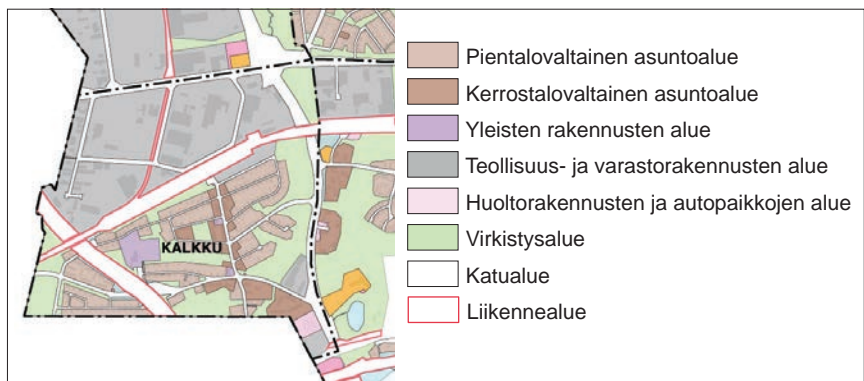 KALKKU
Pientalovaltainen asuntoalue
Kerrostalovaltainen asuntoalue
Yleisten rakennusten alue
Teollisuus- ja varastorakennusten alue
Huoltorakennusten ja autopaikkojen alue
Virkistysalue
Katualue
Liikennealue